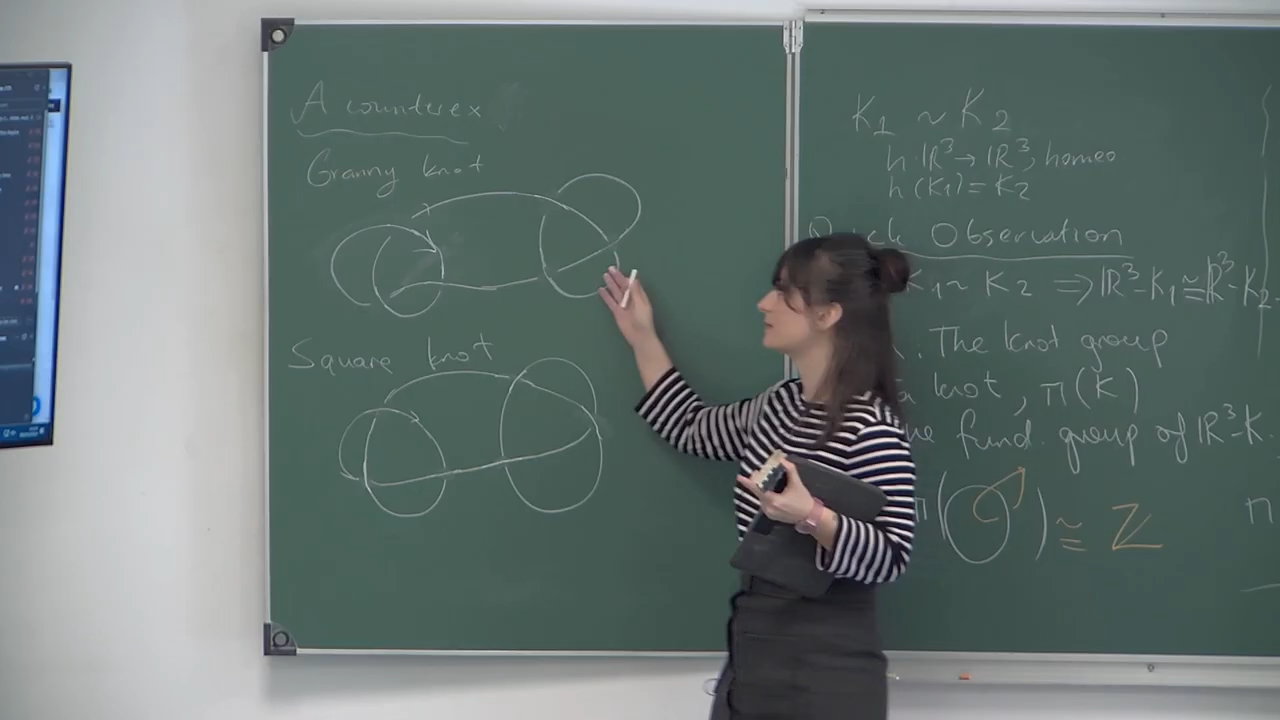 A counterex
Granny knot
Square knot
K₁ ~ K₂
h: ℝ³ → ℝ³, homeo
h(K₁) = K₂
Observation
K₁ ~ K₂ ⟹ ℝ³-K₁ ≅ ℝ³-K₂
. The knot group
knot, π(K)
fund. group of ℝ³-K.
) ≅ ℤ